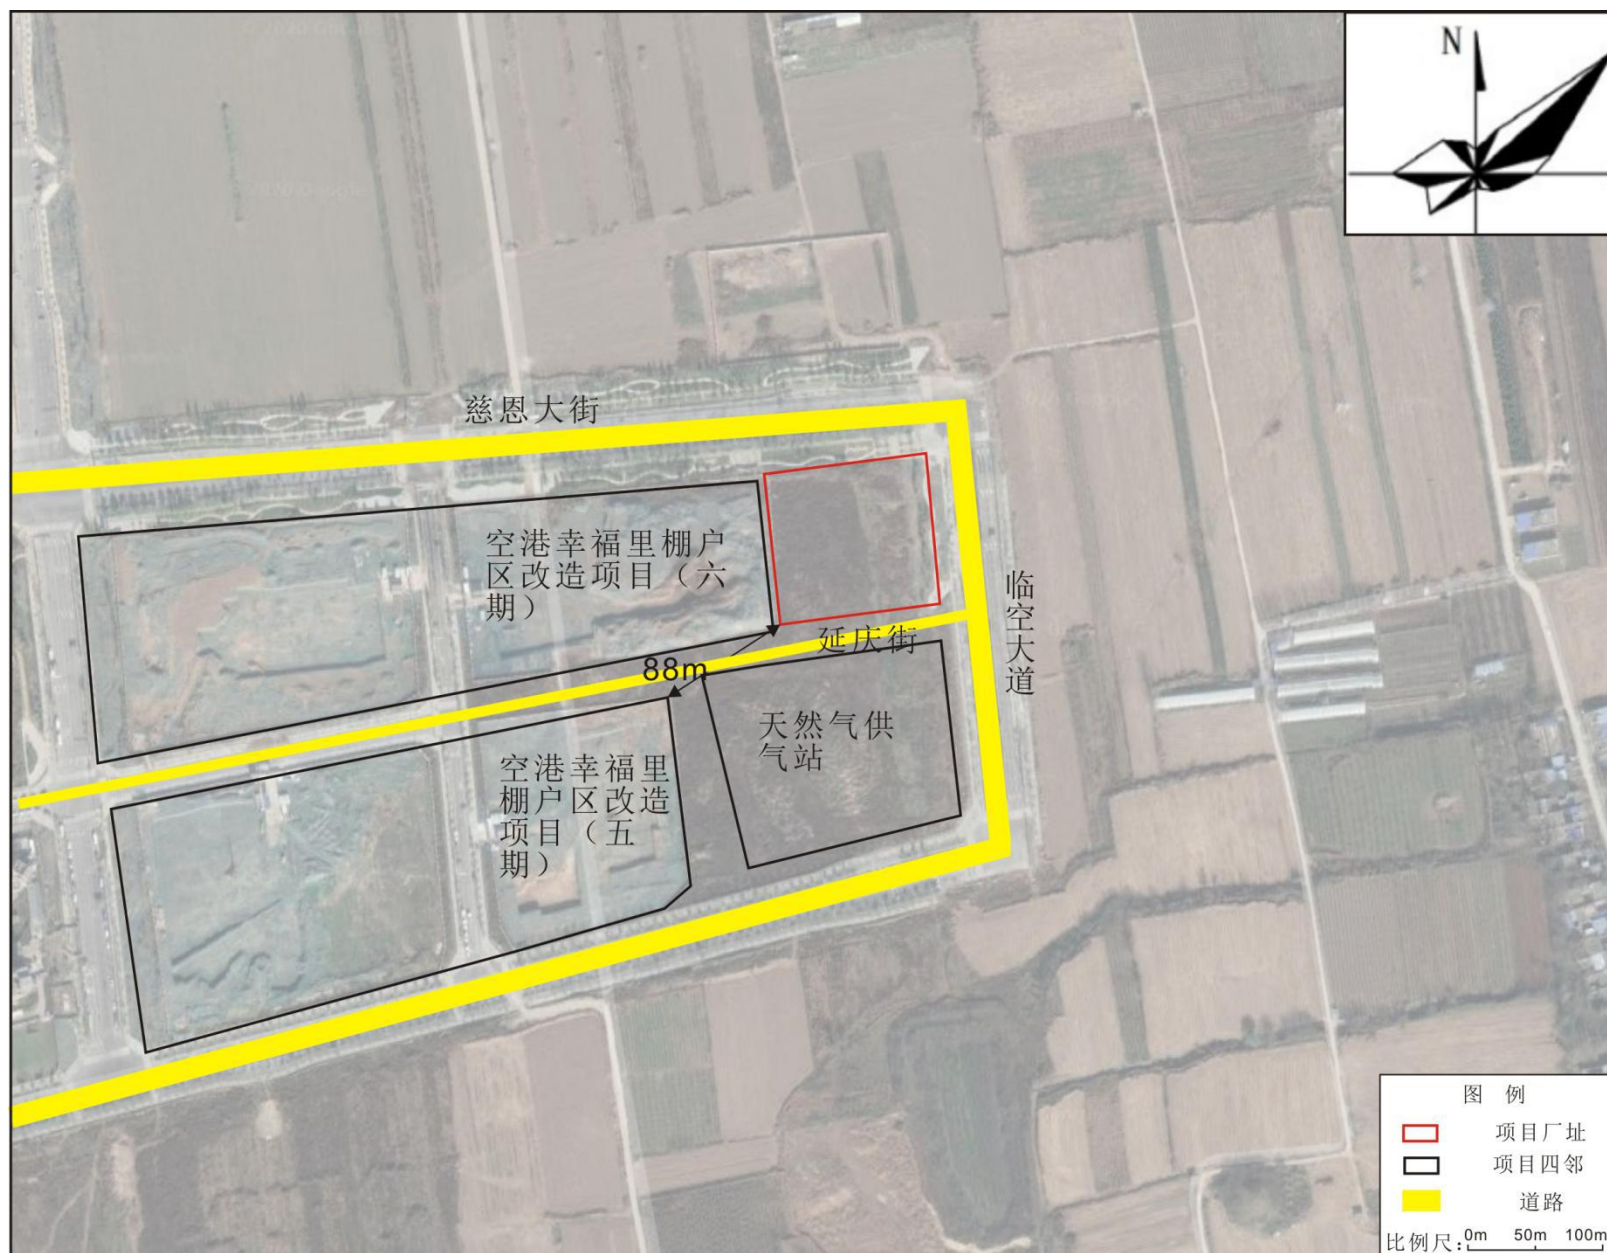 N
慈恩大街
空港幸福里棚户
区改造项目（六
期）
临空大道
延庆街
88m
天然气供
气站
空港幸福里
棚户区改造
项目（五
期）
图 例
项目厂址
项目四邻
道路
比例尺: 0m 50m 100m